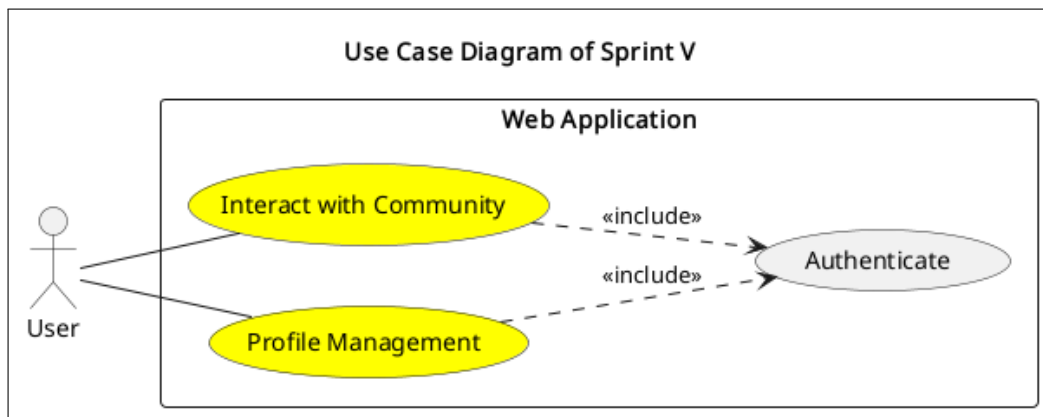 Use Case Diagram of Sprint V
Web Application
Interact with Community
«include»
Authenticate
«include»
User
Profile Management